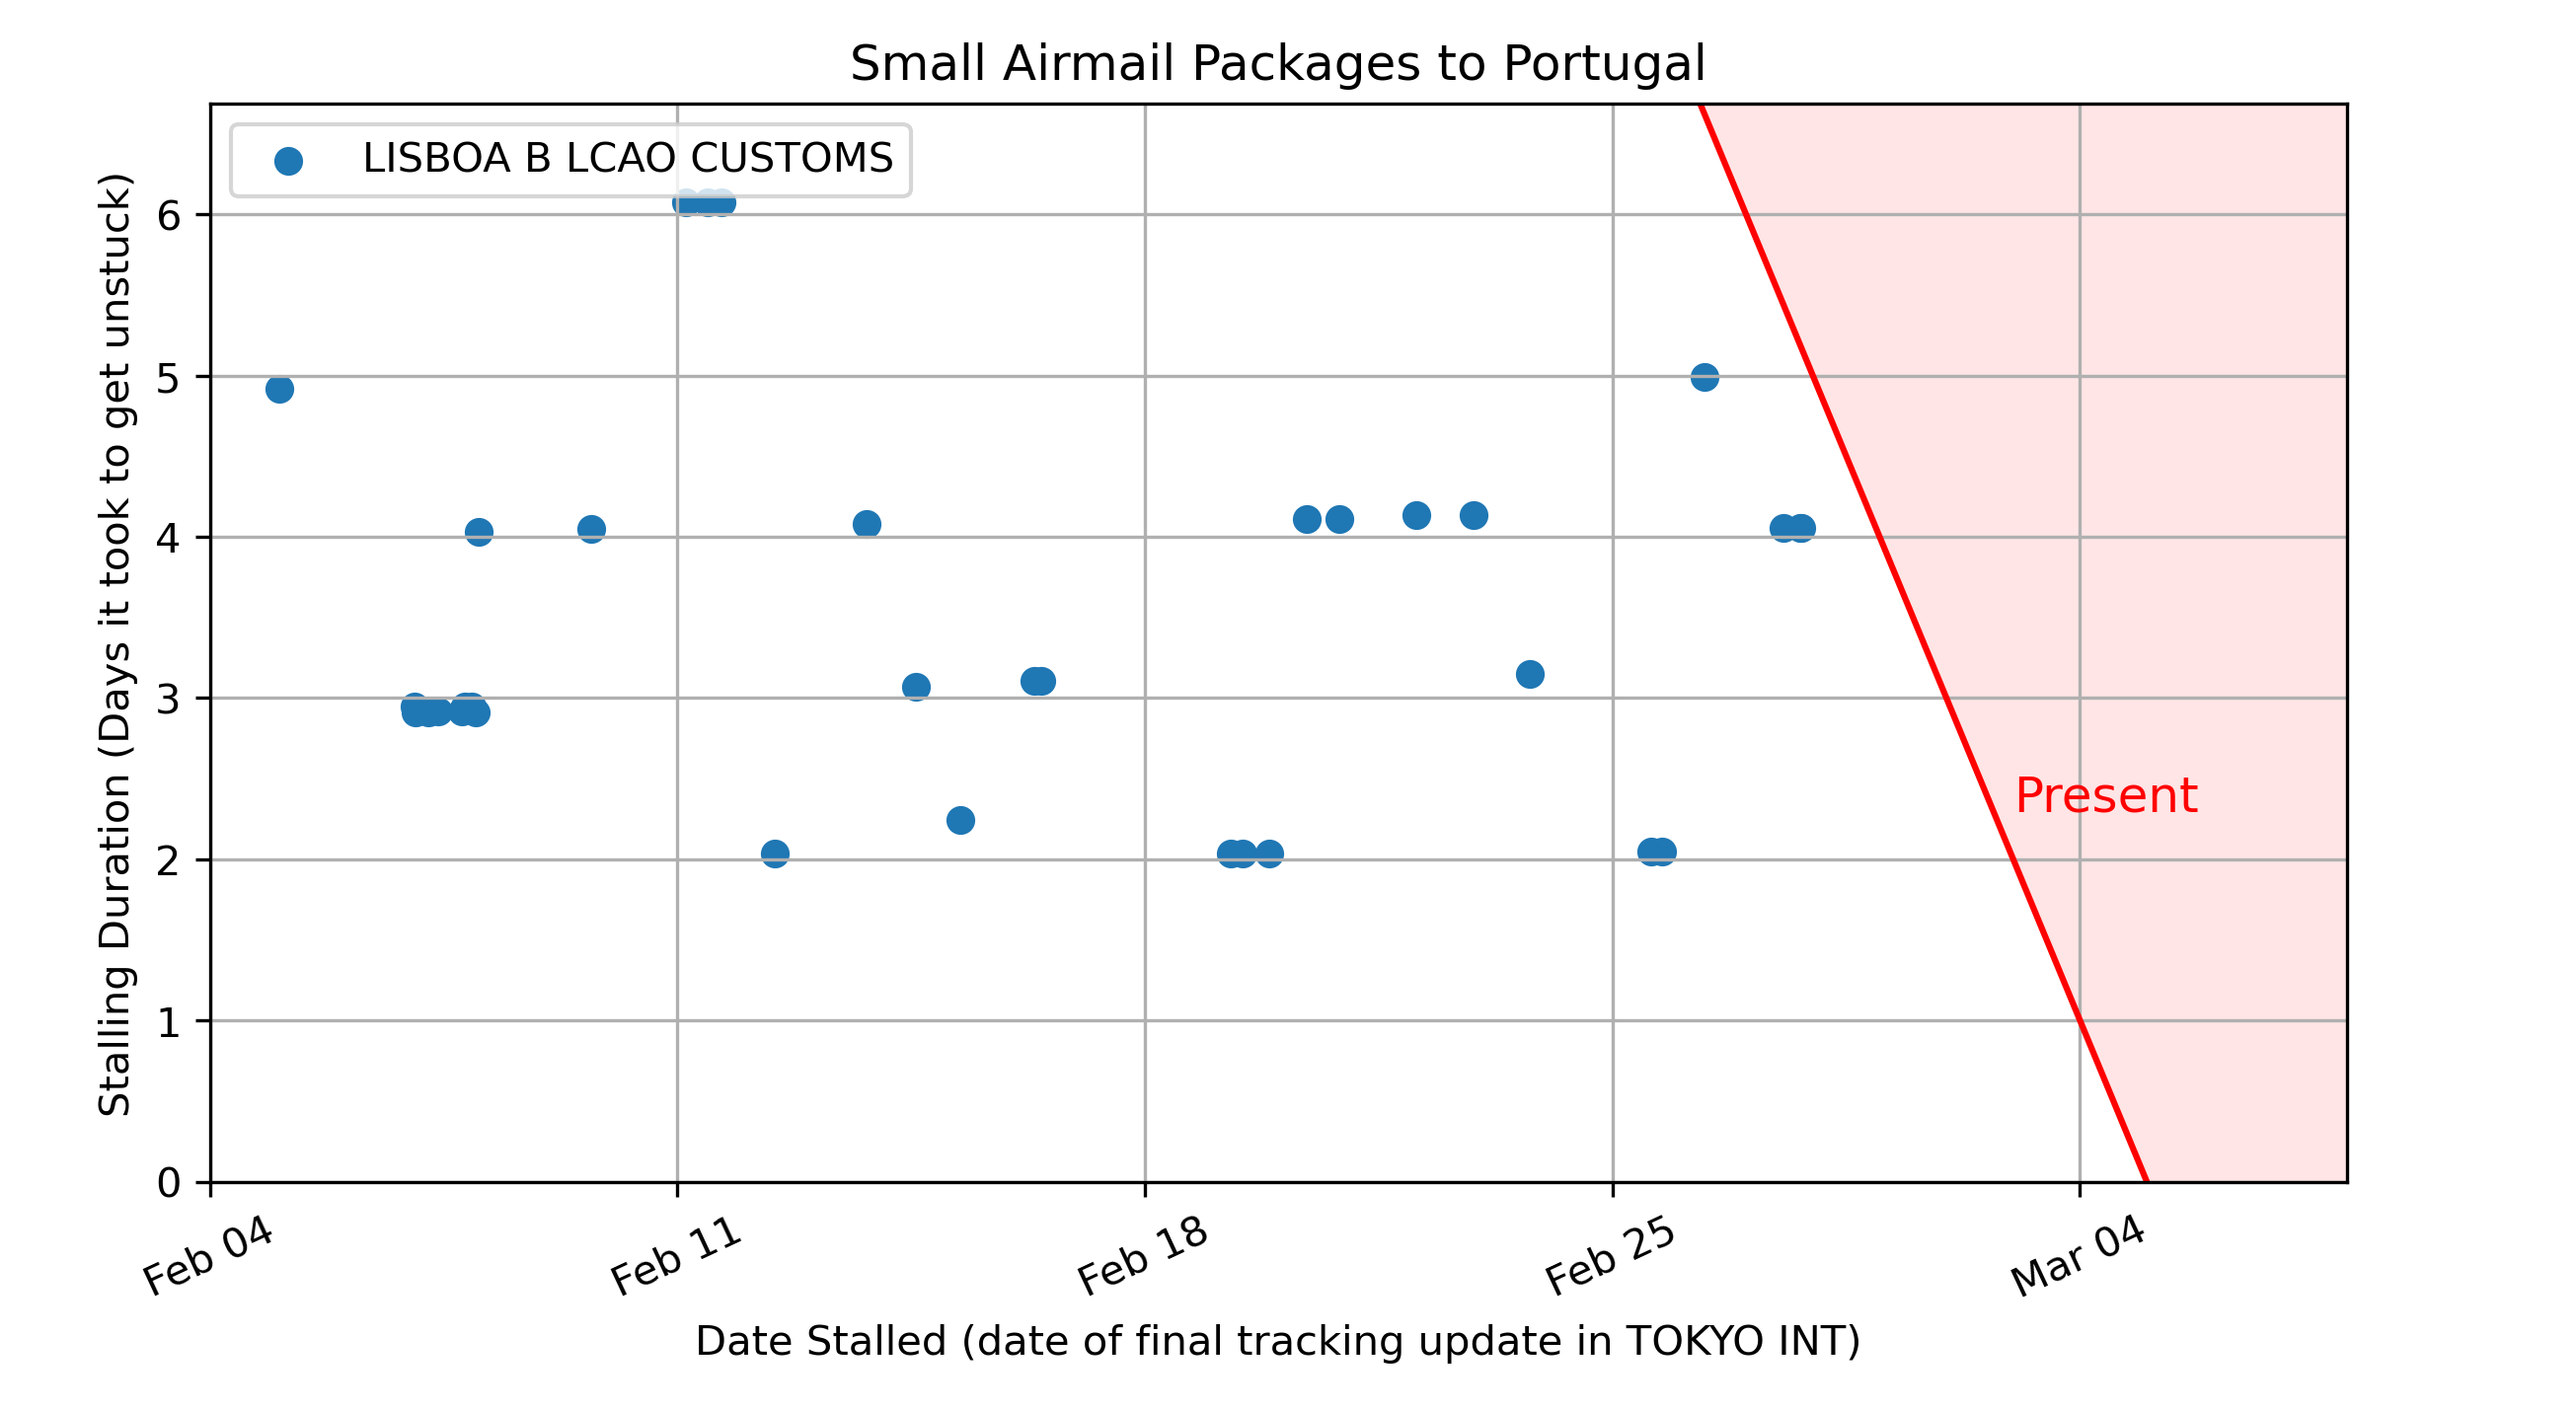 Small Airmail Packages to Portugal
LISBOA B LCAO CUSTOMS
Stalling Duration (Days it took to get unstuck)
6
5
4
3
2
1
0
Present
Feb 04
Feb 11
Feb 18
Feb 25
Mar 04
Date Stalled (date of final tracking update in TOKYO INT)